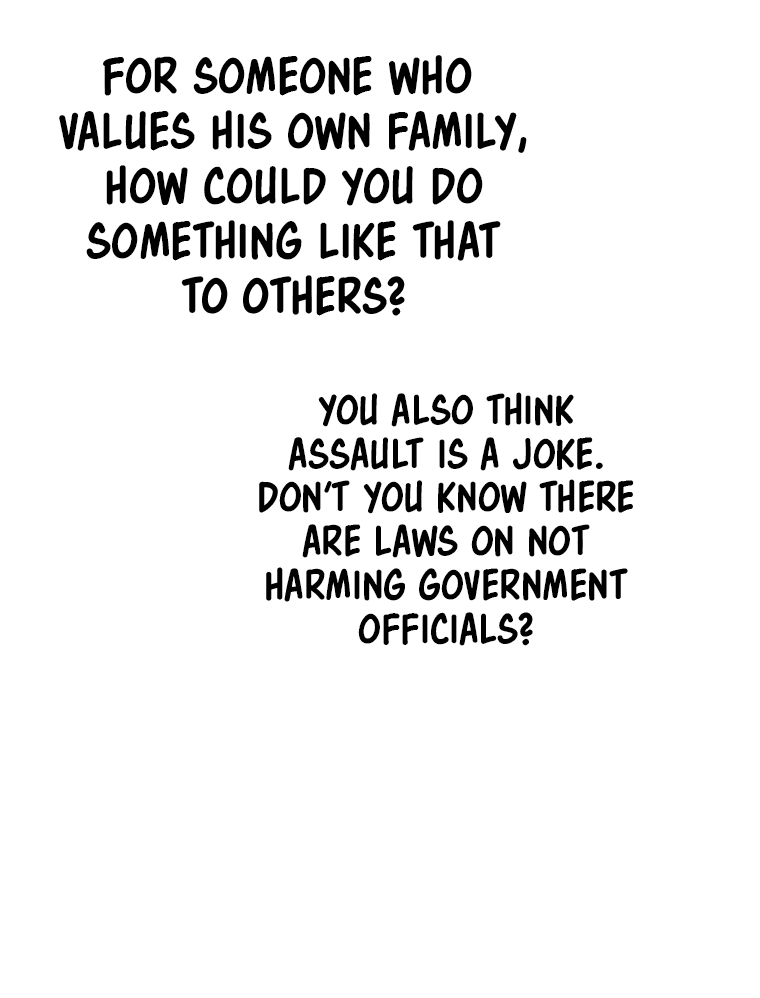 FOR SOMEONE WHO
VALUES HIS OWN FAMILY,
HOW COULD YOU DO
SOMETHING LIKE THAT
TO OTHERS?
YOU ALSO THINK
ASSAULT IS A JOKE.
DON'T YOU KNOW THERE
ARE LAWS ON NOT
HARMING GOVERNMENT
OFFICIALS?